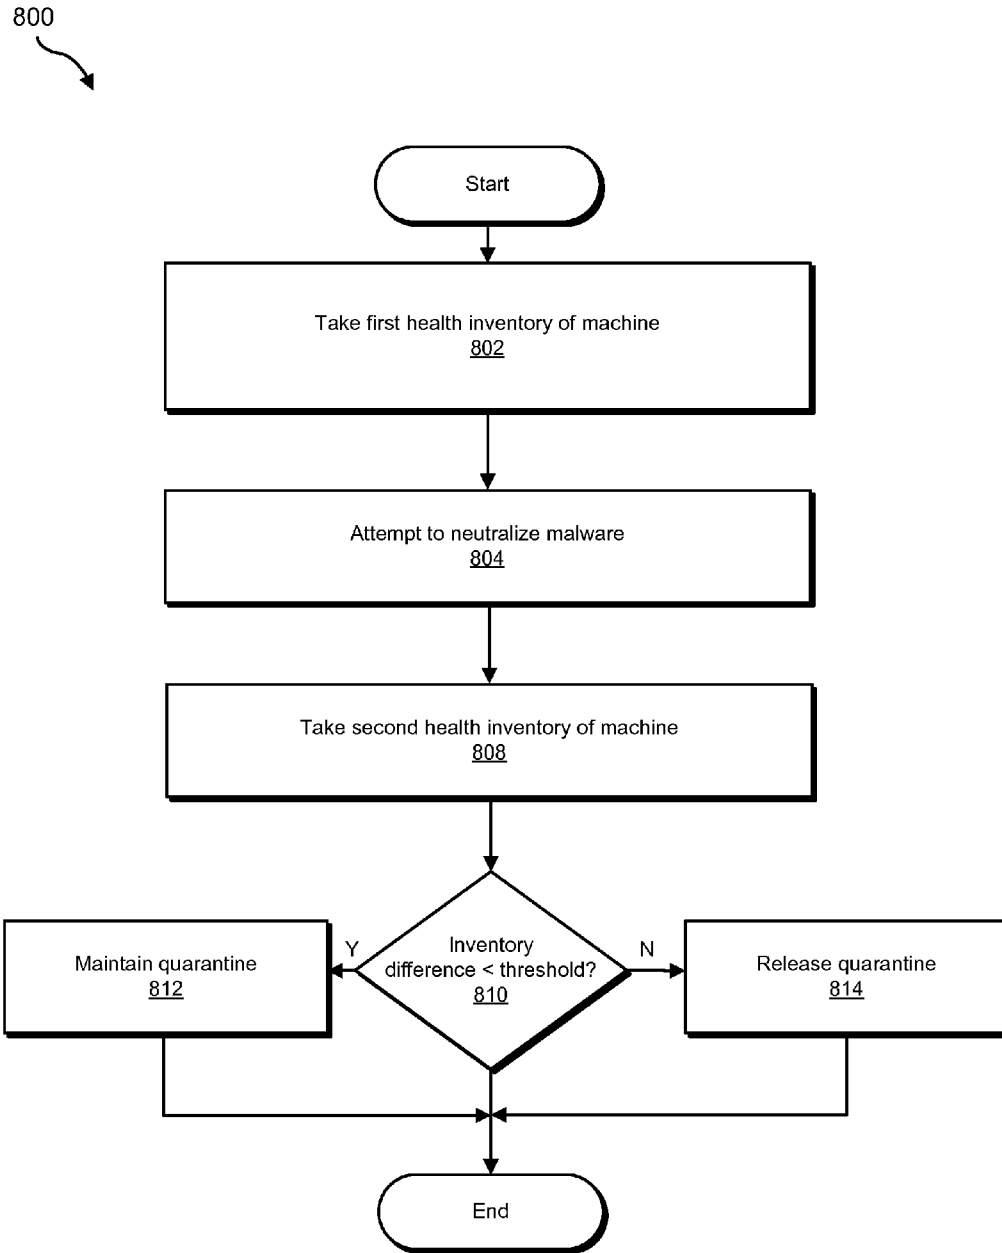 800
Start
Take first health inventory of machine
802
Attempt to neutralize malware
804
Take second health inventory of machine
808
Inventory
difference < threshold?
810
Y
N
Maintain quarantine
812
Release quarantine
814
End